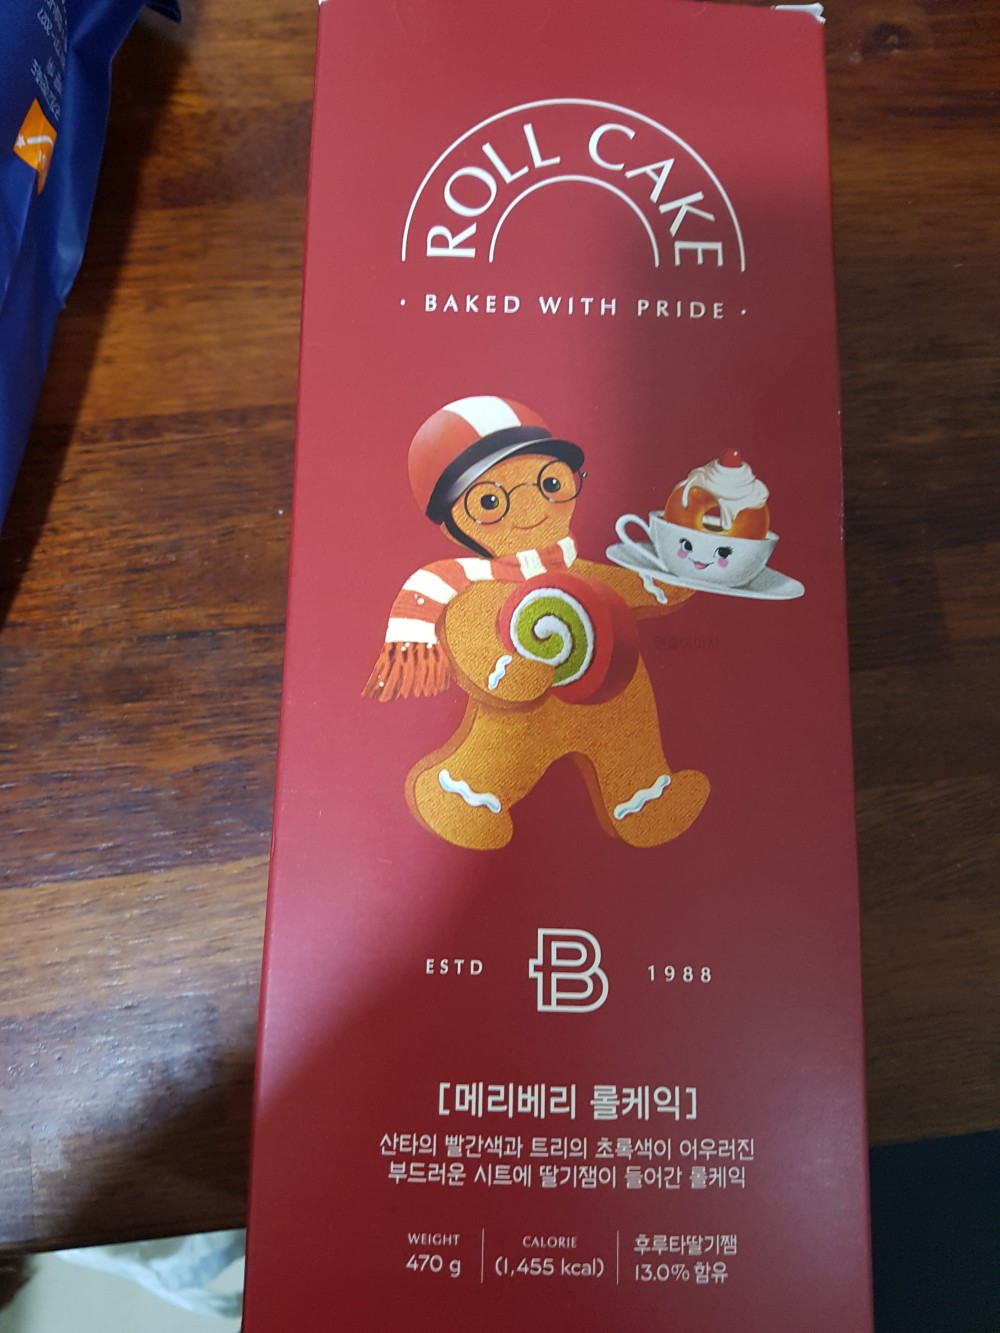 ROLL CAKE
· BAKED WITH PRIDE ·
ESTD B 1988
[메리베리 롤케익]
산타의 빨간색과 트리의 초록색이 어우러진
부드러운 시트에 딸기잼이 들어간 롤케익
WEIGHT
470 g
CALORIE
(1,455 kcal)
후루타딸기잼
13.0% 함유